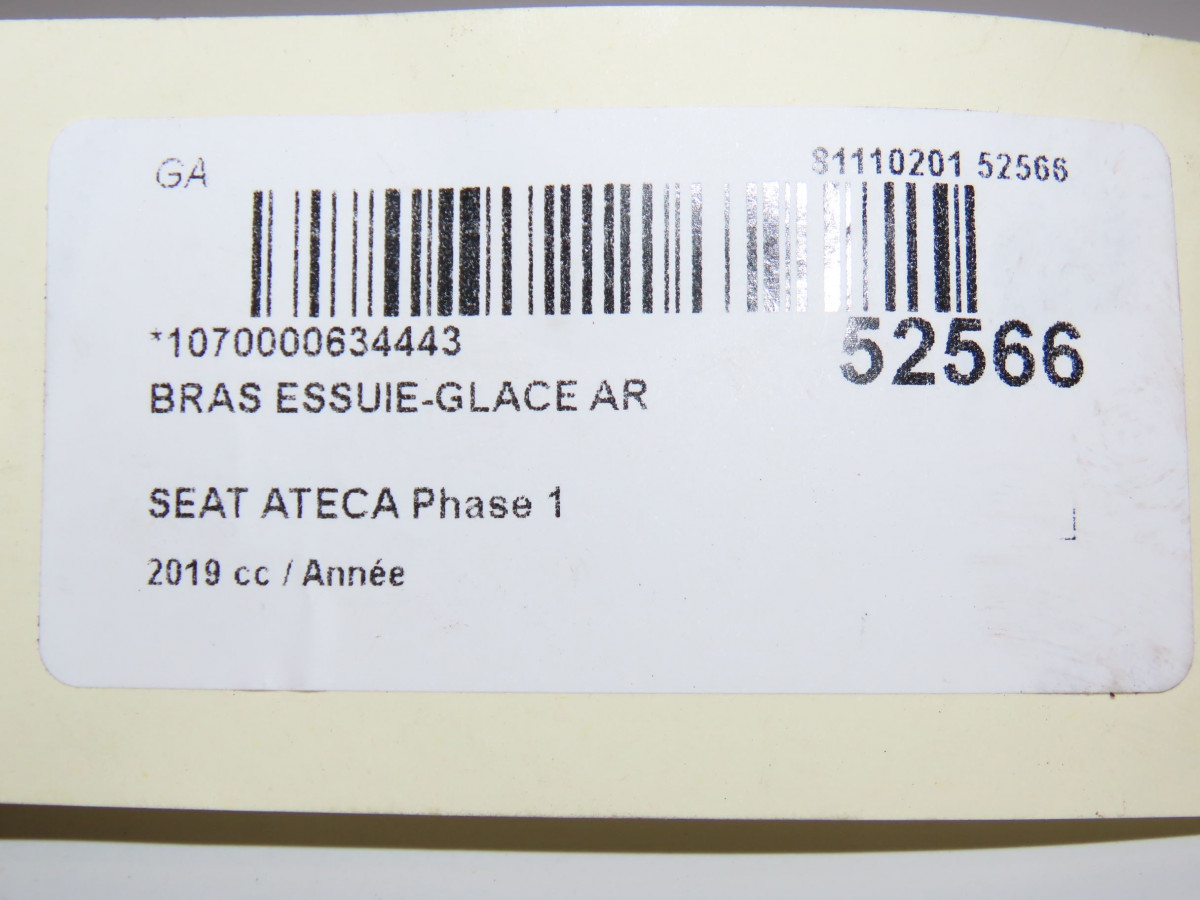 GA
81110201 52566
*1070000634443
52566
BRAS ESSUIE-GLACE AR
SEAT ATECA Phase 1
2019 cc / Année